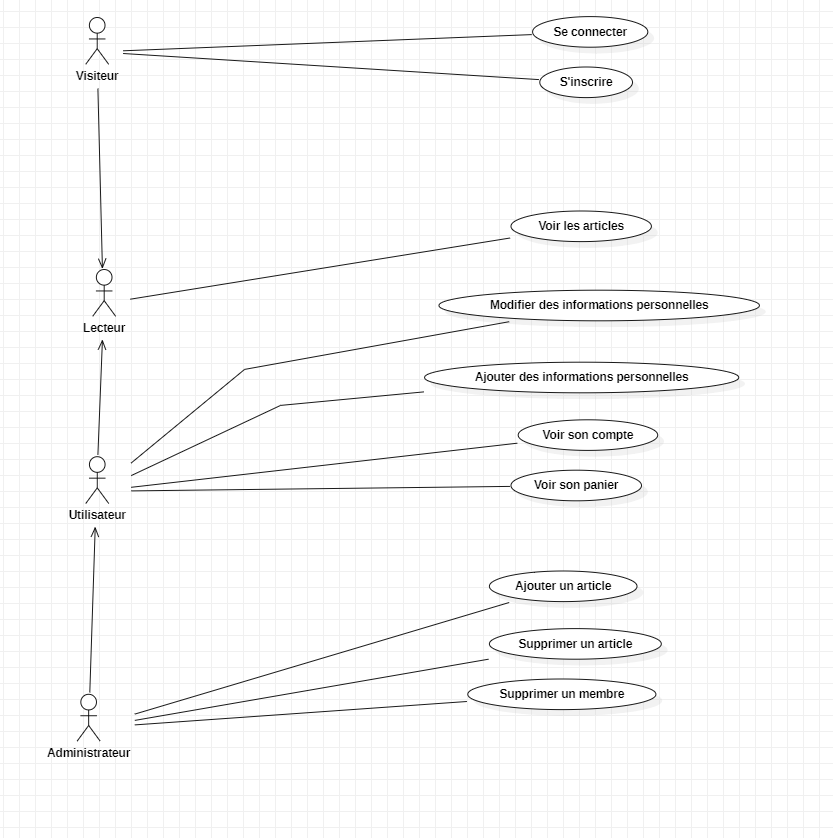 Se connecter
Visiteur
S'inscrire
Voir les articles
Lecteur
Modifier des informations personnelles
Ajouter des informations personnelles
Voir son compte
Voir son panier
Utilisateur
Ajouter un article
Supprimer un article
Supprimer un membre
Administrateur